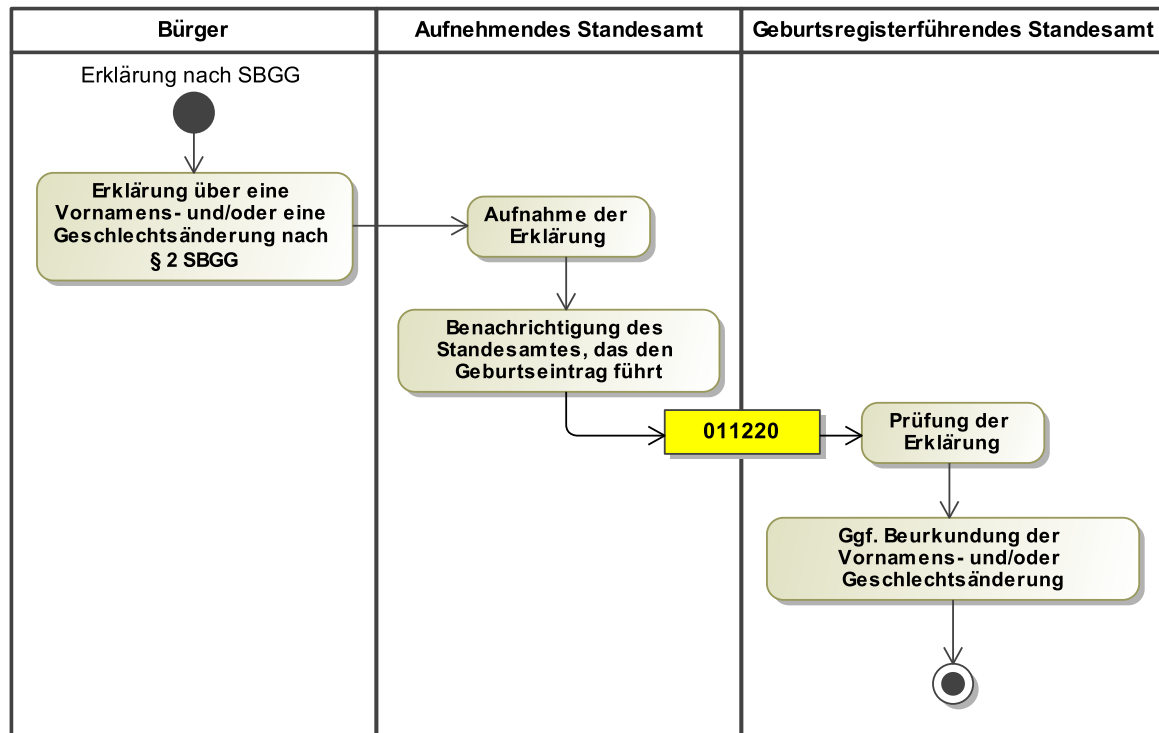 Bürger
Aufnehmendes Standesamt
Geburtsregisterführendes Standesamt
Erklärung nach SBGG
Erklärung über eine
Vornamens- und/oder eine
Geschlechtsänderung nach
§ 2 SBGG
Aufnahme der
Erklärung
Benachrichtigung des
Standesamtes, das den
Geburtseintrag führt
011220
Prüfung der
Erklärung
Ggf. Beurkundung der
Vornamens- und/oder
Geschlechtsänderung